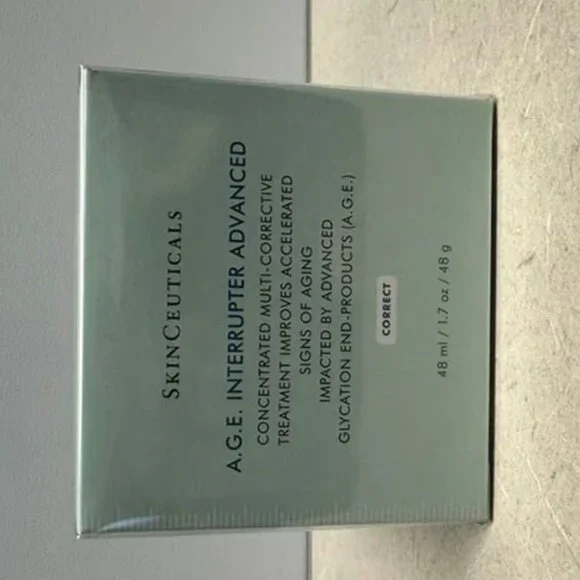 SKINCEUTICALS
A.G.E. INTERRUPTER ADVANCED
CONCENTRATED MULTI-CORRECTIVE
TREATMENT IMPROVES ACCELERATED
SIGNS OF AGING
IMPACTED BY ADVANCED
GLYCATION END-PRODUCTS (A.G.E.)
CORRECT
48 ml / 1.7 oz / 48 g